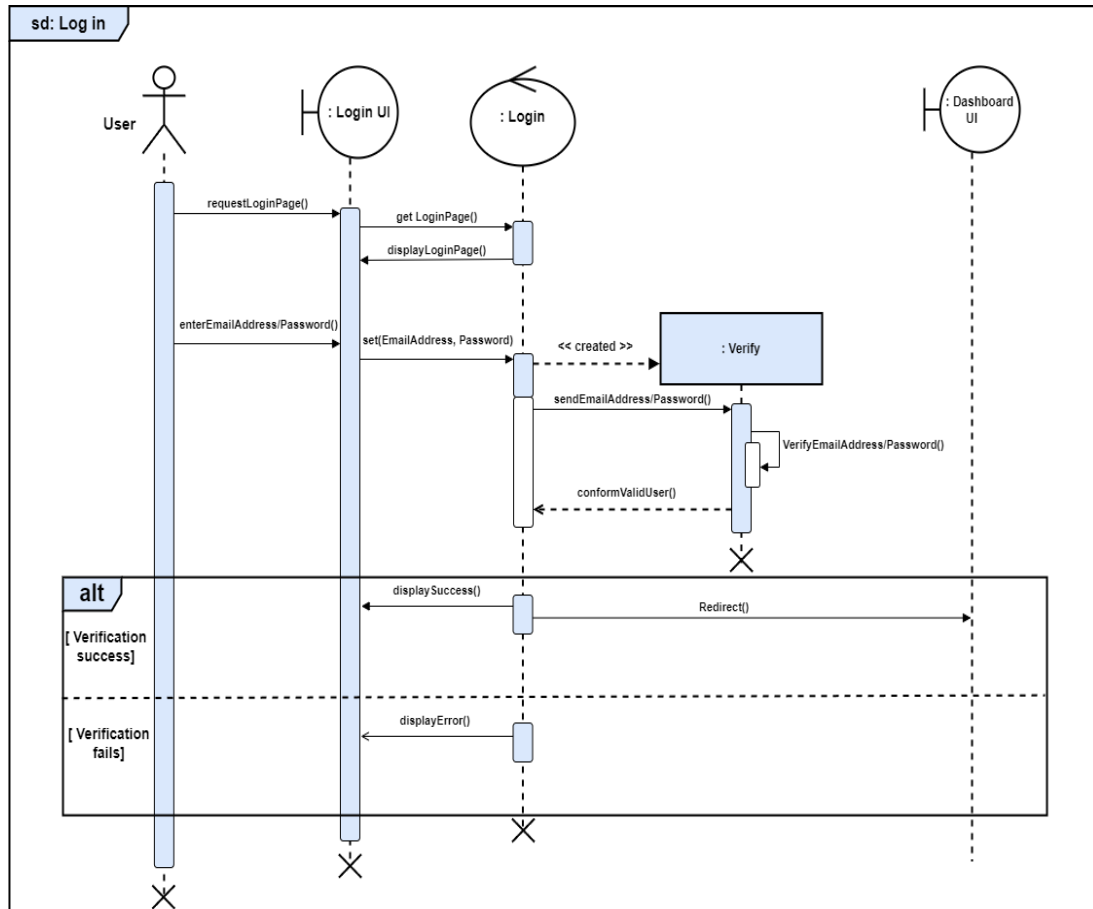 sd: Log in
User
: Login UI
: Login
: Dashboard
UI
requestLoginPage()
get LoginPage()
displayLoginPage()
enterEmailAddress/Password()
set(EmailAddress, Password)
<< created >>
: Verify
sendEmailAddress/Password()
VerifyEmailAddress/Password()
conformValidUser()
alt
displaySuccess()
Redirect()
[ Verification
success]
displayError()
[ Verification
fails]